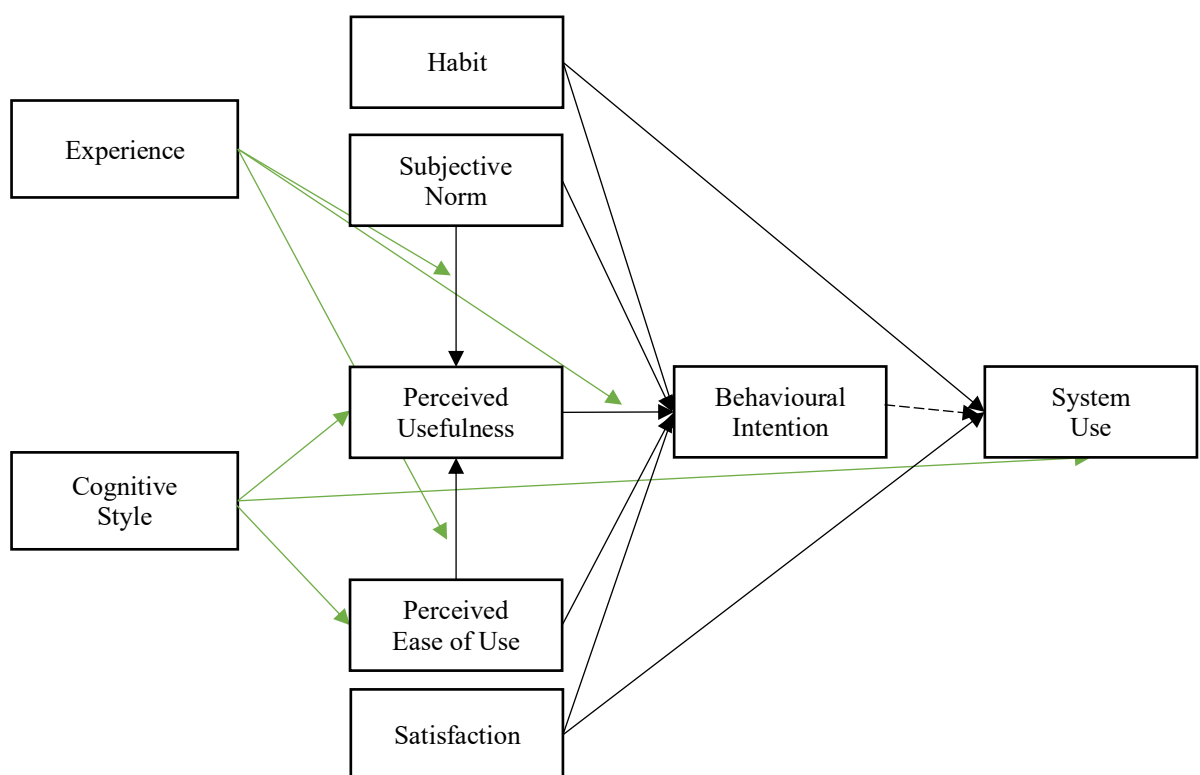 Habit
Experience
Subjective
Norm
Perceived
Usefulness
Behavioural
Intention
System
Use
Cognitive
Style
Perceived
Ease of Use
Satisfaction